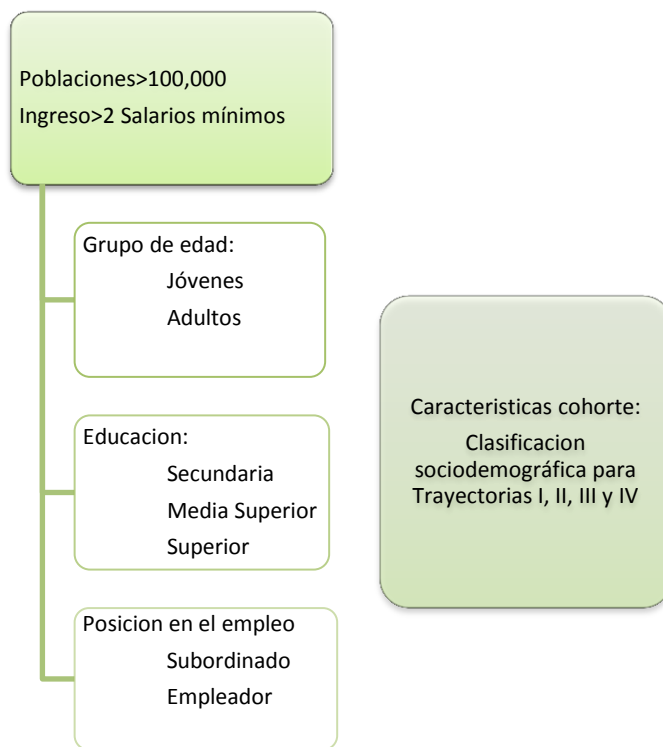 Poblaciones>100,000
Ingreso>2 Salarios mínimos
Grupo de edad:
Jóvenes
Adultos
Educacion:
Secundaria
Media Superior
Superior
Posicion en el empleo
Subordinado
Empleador
Caracteristicas cohorte:
Clasificacion
sociodemográfica para
Trayectorias I, II, III y IV